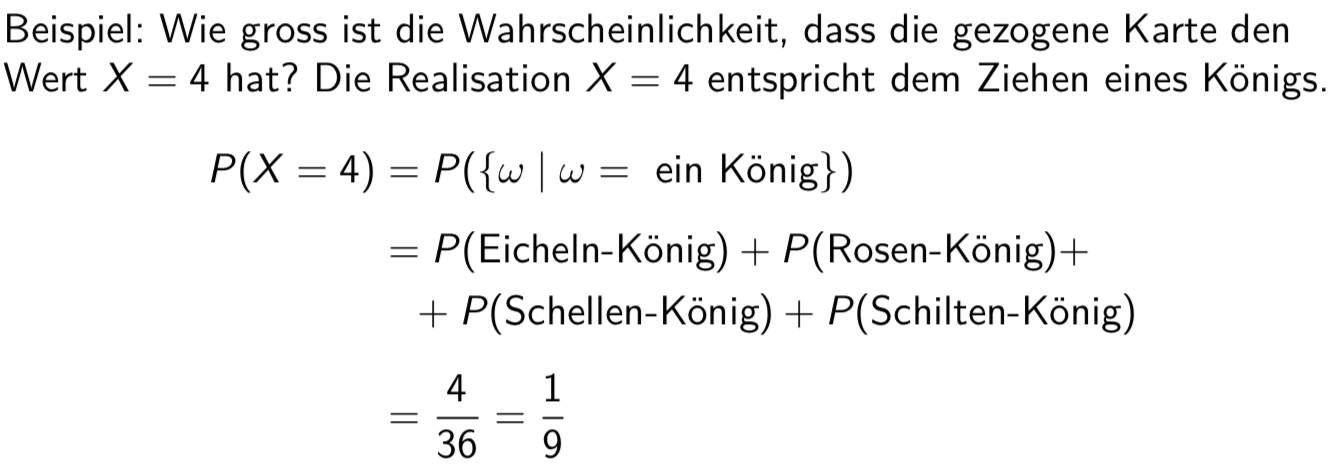 Beispiel: Wie gross ist die Wahrscheinlichkeit, dass die gezogene Karte den
Wert X = 4 hat? Die Realisation X = 4 entspricht dem Ziehen eines Königs.
P(X = 4) = P({ω | ω = ein König})
= P(Eicheln-König) + P(Rosen-König)+
+ P(Schellen-König) + P(Schilten-König)
= 4/36 = 1/9